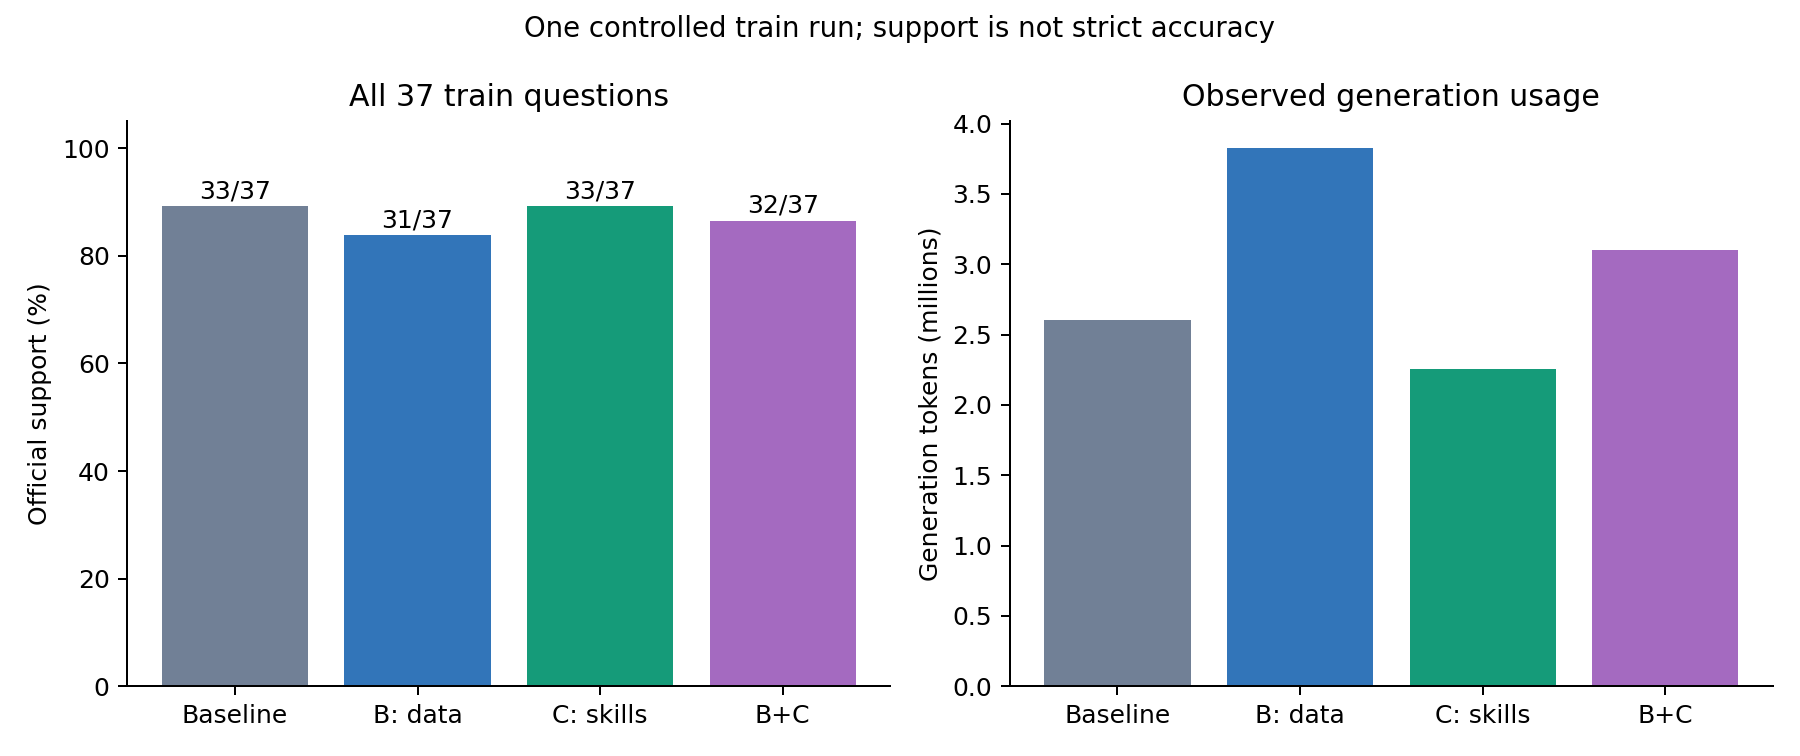 One controlled train run; support is not strict accuracy
All 37 train questions
Official support (%)
100
80
60
40
20
0
33/37
31/37
33/37
32/37
Baseline
B: data
C: skills
B+C
Observed generation usage
Generation tokens (millions)
4.0
3.5
3.0
2.5
2.0
1.5
1.0
0.5
0.0
Baseline
B: data
C: skills
B+C